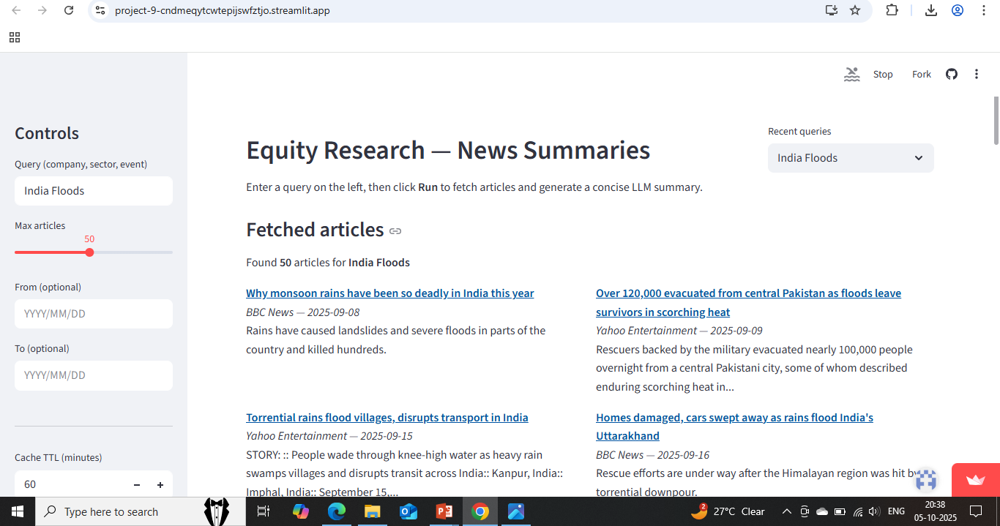 project-9-cndmeqytcwtepijswfztjo.streamlit.app
Stop
Fork
Controls
Query (company, sector, event)
India Floods
Max articles
50
From (optional)
YYYY/MM/DD
To (optional)
YYYY/MM/DD
Cache TTL (minutes)
60
Recent queries
India Floods
Equity Research — News Summaries
Enter a query on the left, then click Run to fetch articles and generate a concise LLM summary.
Fetched articles
Found 50 articles for India Floods
Why monsoon rains have been so deadly in India this year
BBC News — 2025-09-08
Rains have caused landslides and severe floods in parts of the
country and killed hundreds.
Over 120,000 evacuated from central Pakistan as floods leave
survivors in scorching heat
Yahoo Entertainment — 2025-09-09
Rescuers backed by the military evacuated nearly 100,000 people
overnight from a central Pakistani city, some of whom described
enduring scorching heat in...
Torrential rains flood villages, disrupts transport in India
Yahoo Entertainment — 2025-09-15
STORY: :: People wade through knee-high water as heavy rain
swamps villages and disrupts transit across India:: Kanpur, India::
Imphal, India:: September 15,...
Homes damaged, cars swept away as rains flood India's
Uttarakhand
BBC News — 2025-09-16
Rescue efforts are under way after the Himalayan region was hit by
torrential downpour.
Type here to search
2
27°C Clear
ENG
20:38
05-10-2025